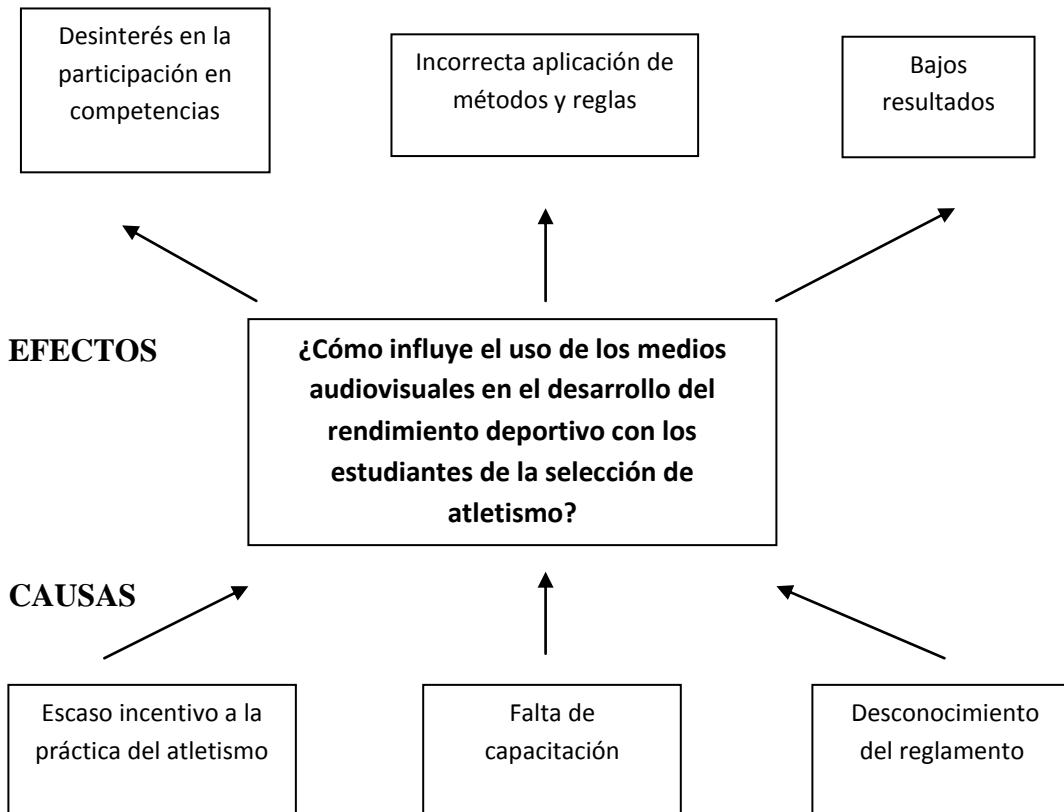 Desinterés en la
participación en
competencias
Incorrecta aplicación de
métodos y reglas
Bajos
resultados
EFECTOS
¿Cómo influye el uso de los medios
audiovisuales en el desarrollo del
rendimiento deportivo con los
estudiantes de la selección de
atletismo?
CAUSAS
Escaso incentivo a la
práctica del atletismo
Falta de
capacitación
Desconocimiento
del reglamento